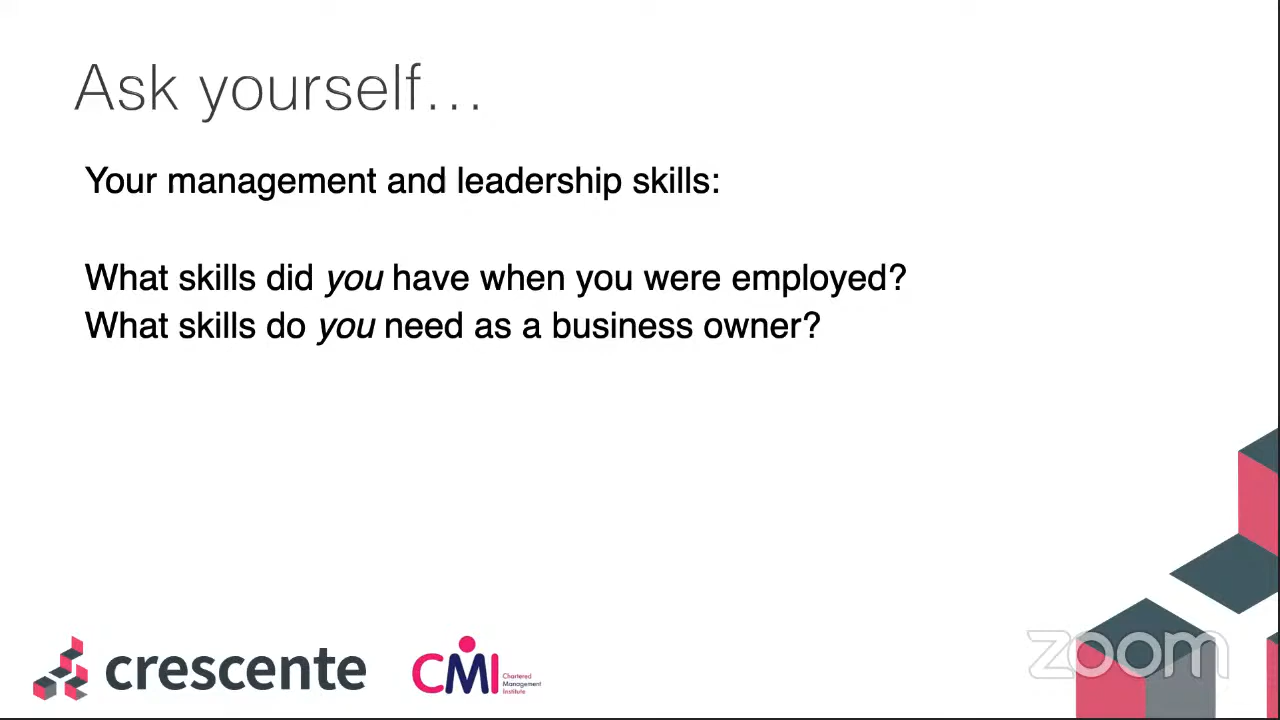 Ask yourself…
Your management and leadership skills:
What skills did you have when you were employed?
What skills do you need as a business owner?
crescente
CMI
Chartered
Management
Institute
zoom